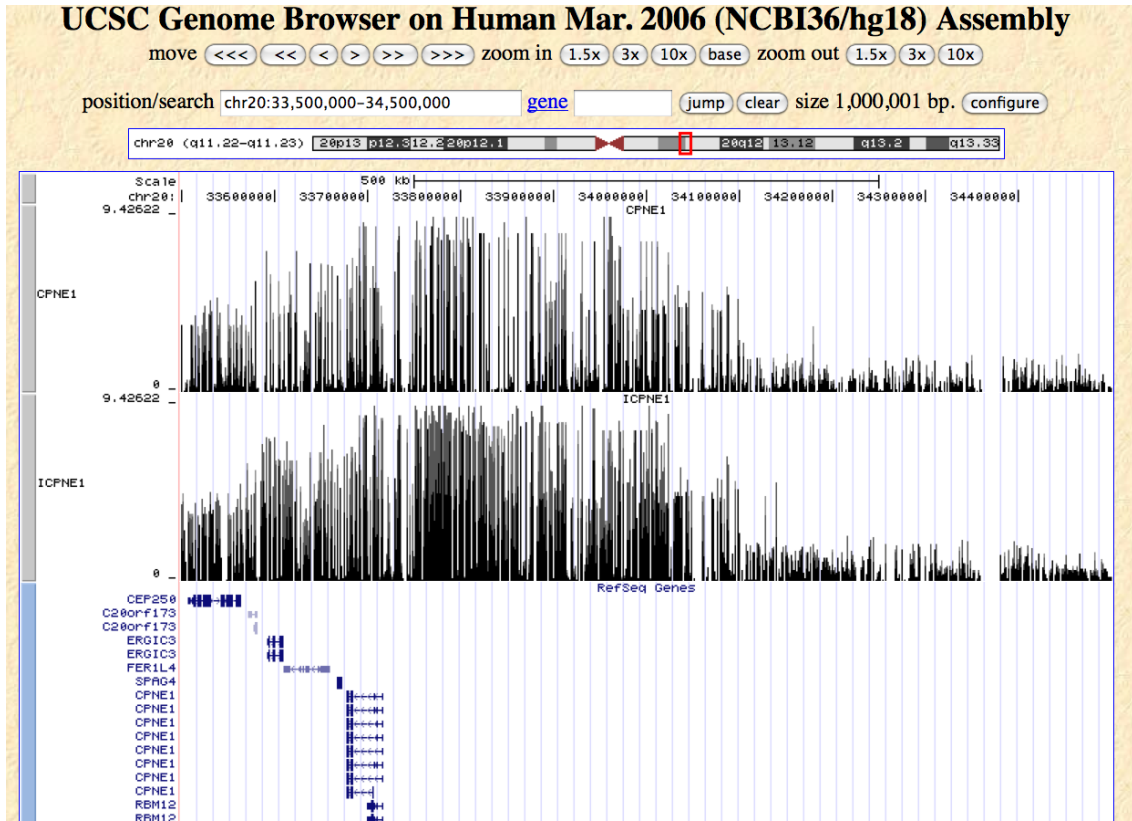 UCSC Genome Browser on Human Mar. 2006 (NCBI36/hg18) Assembly
move <<< << < > >> >>> zoom in 1.5x 3x 10x base zoom out 1.5x 3x 10x
position/search chr20:33,500,000-34,500,000 gene jump clear size 1,000,001 bp. configure
chr20 (q11.22-q11.23) 20p13 p12.3 12.2 20p12.1 20q12 13.12 q13.2 q13.33
Scale 500 kb
chr20: 33600000 33700000 33800000 33900000 34000000 34100000 34200000 34300000 34400000
9.42622 _ CPNE1
CPNE1
0 _
9.42622 _ ICPNE1
ICPNE1
0 _
RefSeq Genes
CEP250
C20orf173
C20orf173
ERGIC3
ERGIC3
FER1L4
SPAG4
CPNE1
CPNE1
CPNE1
CPNE1
CPNE1
CPNE1
CPNE1
CPNE1
RBM12
RBM12